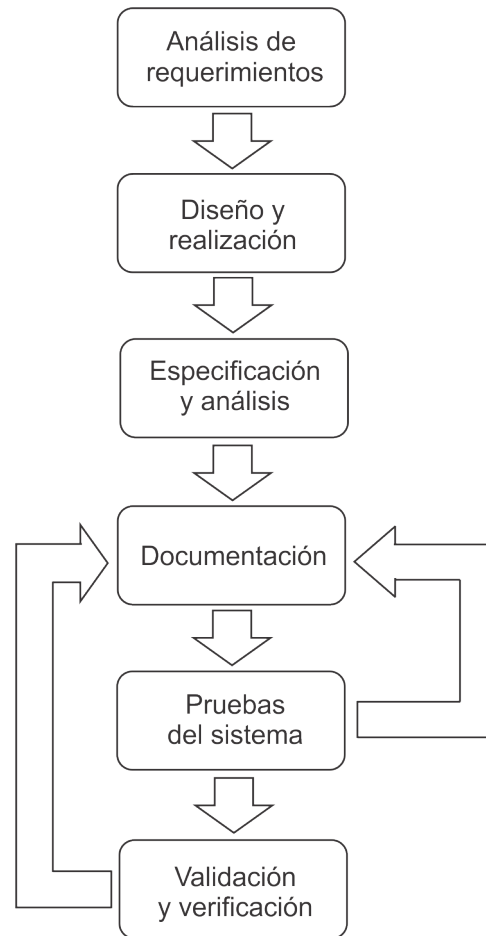 Análisis de
requerimientos
Diseño y
realización
Especificación
y análisis
Documentación
Pruebas
del sistema
Validación
y verificación